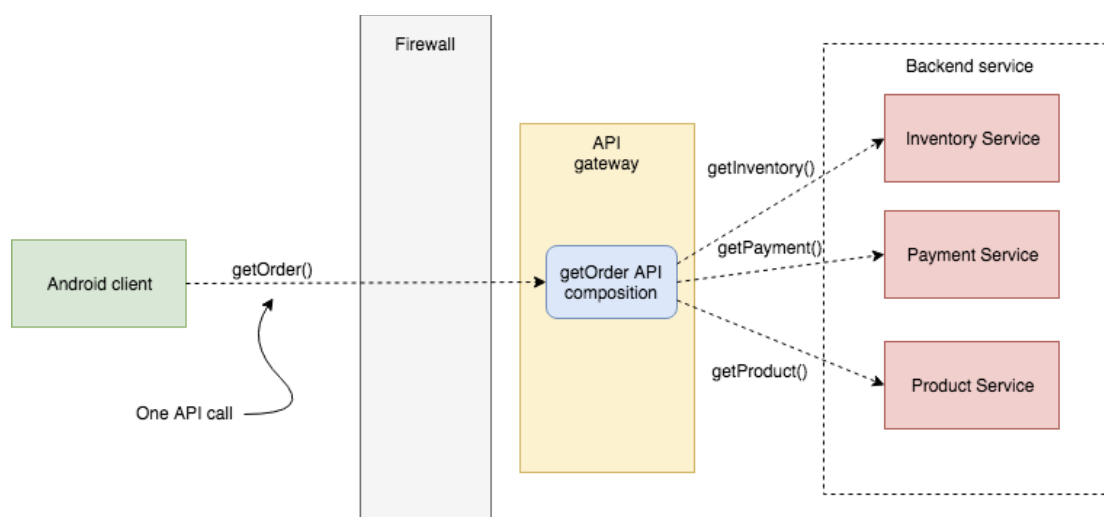 Firewall
Backend service
API
gateway
Inventory Service
getInventory()
getOrder()
getOrder API
composition
getPayment()
Payment Service
Android client
getProduct()
Product Service
One API call